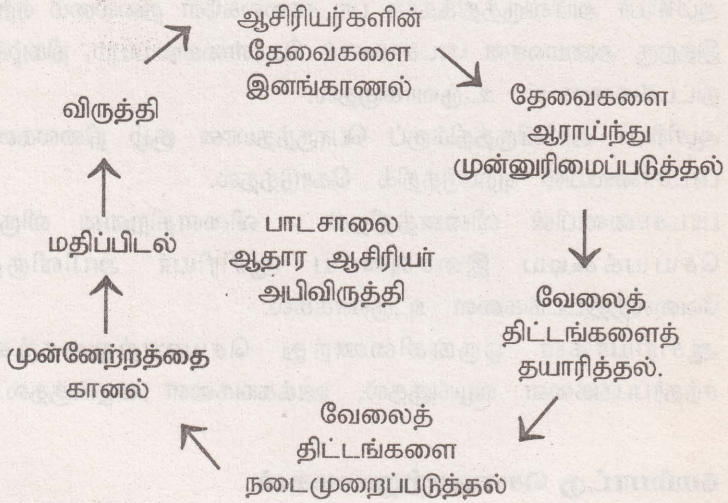 ஆசிரியர்களின்
தேவைகளை
இனங்காணல்
தேவைகளை
ஆராய்ந்து
முன்னுரிமைப்படுத்தல்
வேலைத்
திட்டங்களைத்
தயாரித்தல்.
வேலைத்
திட்டங்களை
நடைமுறைப்படுத்தல்
முன்னேற்றத்தை
கானல்
மதிப்பிடல்
விருத்தி
பாடசாலை
ஆதார ஆசிரியர்
அபிவிருத்தி